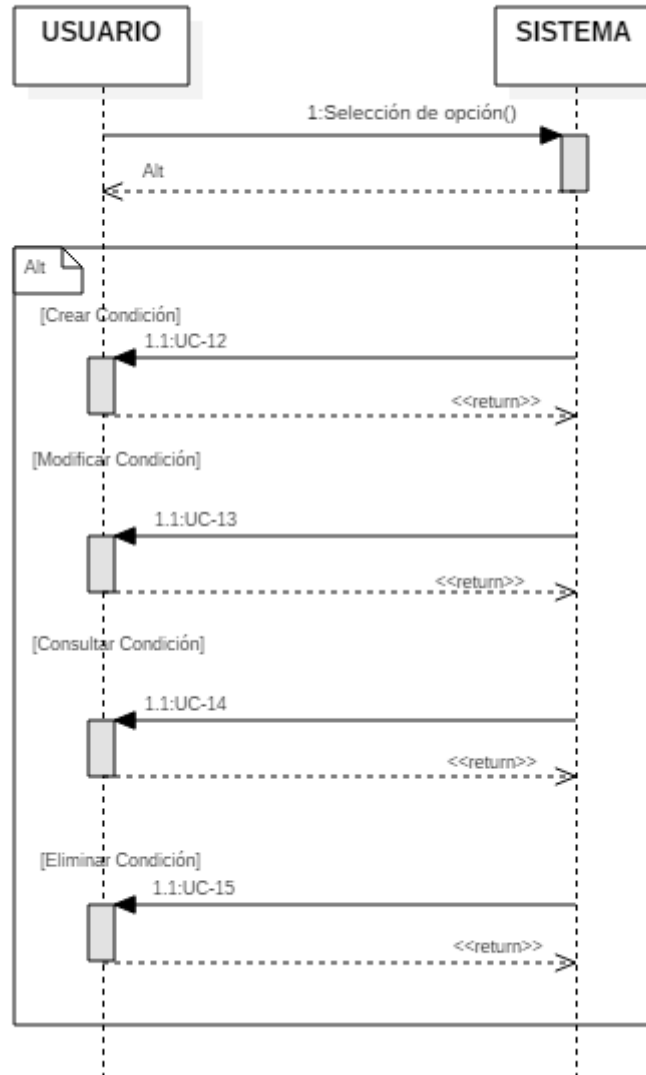 USUARIO
SISTEMA
1:Selección de opción()
Alt
Alt
[Crear Condición]
1.1:UC-12
<<return>>
[Modificar Condición]
1.1:UC-13
<<return>>
[Consultar Condición]
1.1:UC-14
<<return>>
[Eliminar Condición]
1.1:UC-15
<<return>>